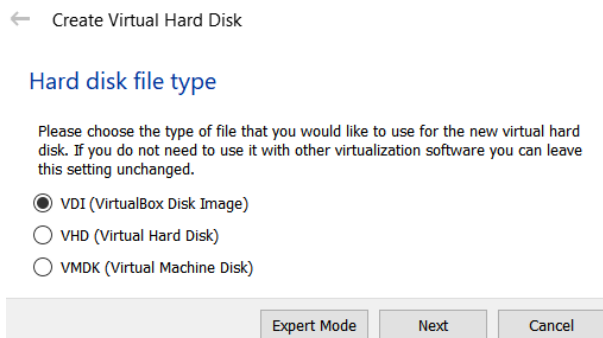 Create Virtual Hard Disk
Hard disk file type
Please choose the type of file that you would like to use for the new virtual hard
disk. If you do not need to use it with other virtualization software you can leave
this setting unchanged.
VDI (VirtualBox Disk Image)
VHD (Virtual Hard Disk)
VMDK (Virtual Machine Disk)
Expert Mode Next Cancel